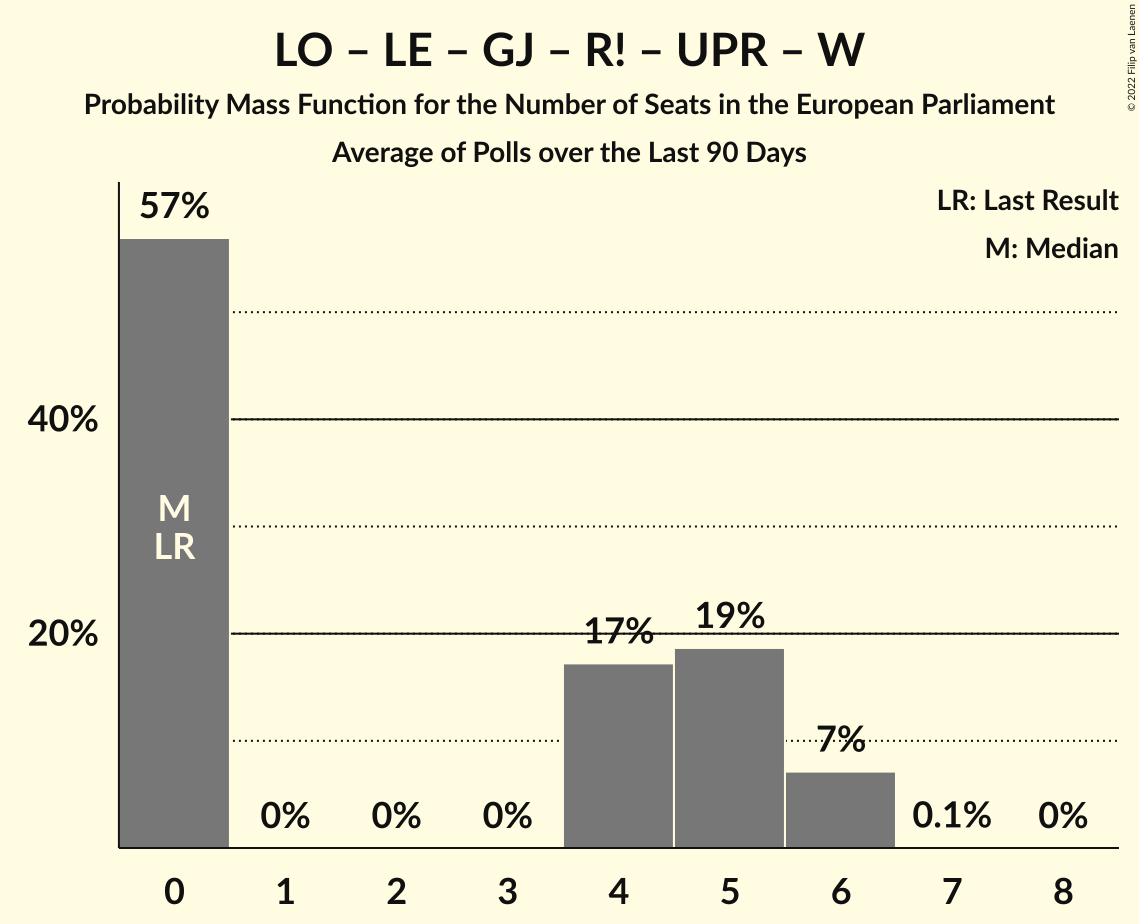 LO – LE – GJ – R! – UPR – W
Probability Mass Function for the Number of Seats in the European Parliament
Average of Polls over the Last 90 Days
© 2022 Filip van Laenen
LR: Last Result
M: Median
57%
40%
M
LR
20%
17%
19%
7%
0%
0%
0%
0.1%
0%
0
1
2
3
4
5
6
7
8